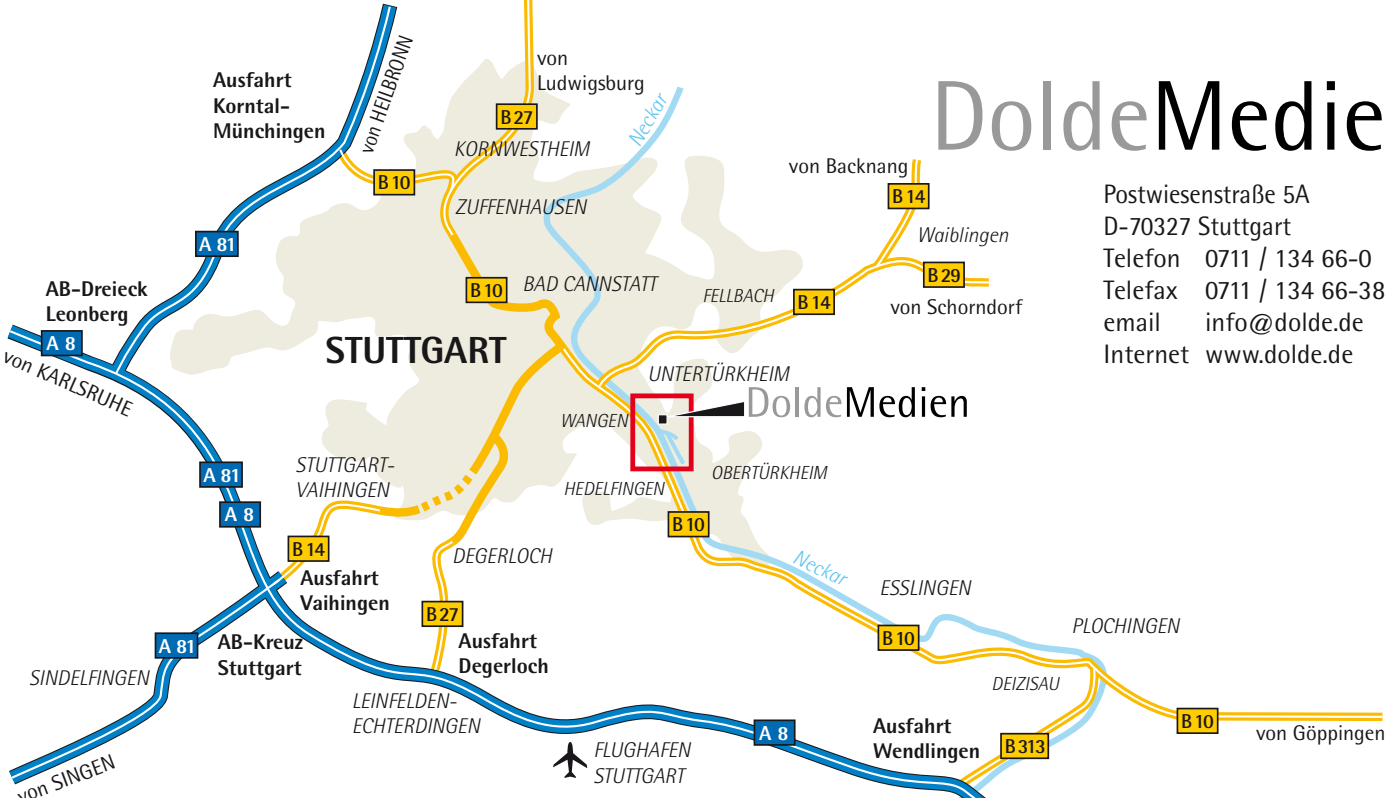 von
Ludwigsburg
Ausfahrt
Korntal-
Münchingen
von HEILBRONN
B 27
Neckar
KORNWESTHEIM
DoldeMedie
von Backnang
B 10
B 14
Postwiesenstraße 5A
ZUFFENHAUSEN
D-70327 Stuttgart
A 81
Waiblingen
Telefon 0711 / 134 66-0
B 29
AB-Dreieck
Leonberg
B 10
BAD CANNSTATT
FELLBACH
B 14
von Schorndorf
Telefax 0711 / 134 66-38
email info@dolde.de
A 8
STUTTGART
Internet www.dolde.de
von KARLSRUHE
UNTERTÜRKHEIM
DoldeMedien
WANGEN
STUTTGART-
VAIHINGEN
A 81
OBERTÜRKHEIM
HEDELFINGEN
A 8
B 10
B 14
DEGERLOCH
Neckar
Ausfahrt
Vaihingen
ESSLINGEN
B 27
PLOCHINGEN
A 81
AB-Kreuz
Stuttgart
Ausfahrt
Degerloch
B 10
SINDELFINGEN
DEIZISAU
LEINFELDEN-
ECHTERDINGEN
A 8
Ausfahrt
Wendlingen
B 313
B 10
von Göppingen
FLUGHAFEN
STUTTGART
von SINGEN